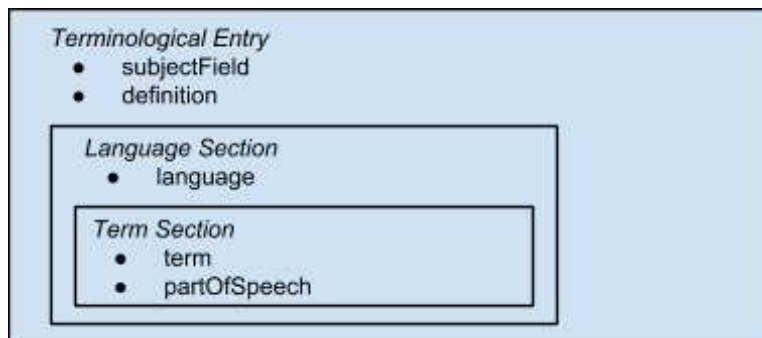 Terminological Entry
● subjectField
● definition
Language Section
● language
Term Section
● term
● partOfSpeech